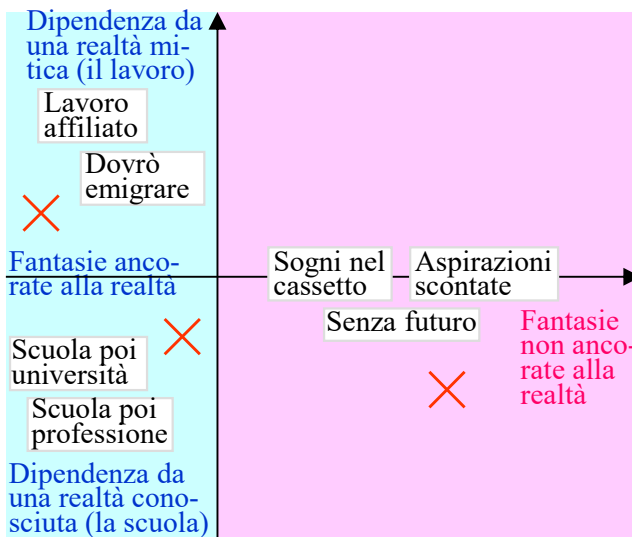 Dipendenza da
una realtà mi-
tica (il lavoro)
Lavoro
affiliato
Dovrò
emigrare
Fantasie anco-
rate alla realtà
Sogni nel
cassetto
Aspirazioni
scontate
Senza futuro
Fantasie
non anco-
rate alla
realtà
Scuola poi
università
Scuola poi
professione
Dipendenza da
una realtà cono-
sciuta (la scuola)